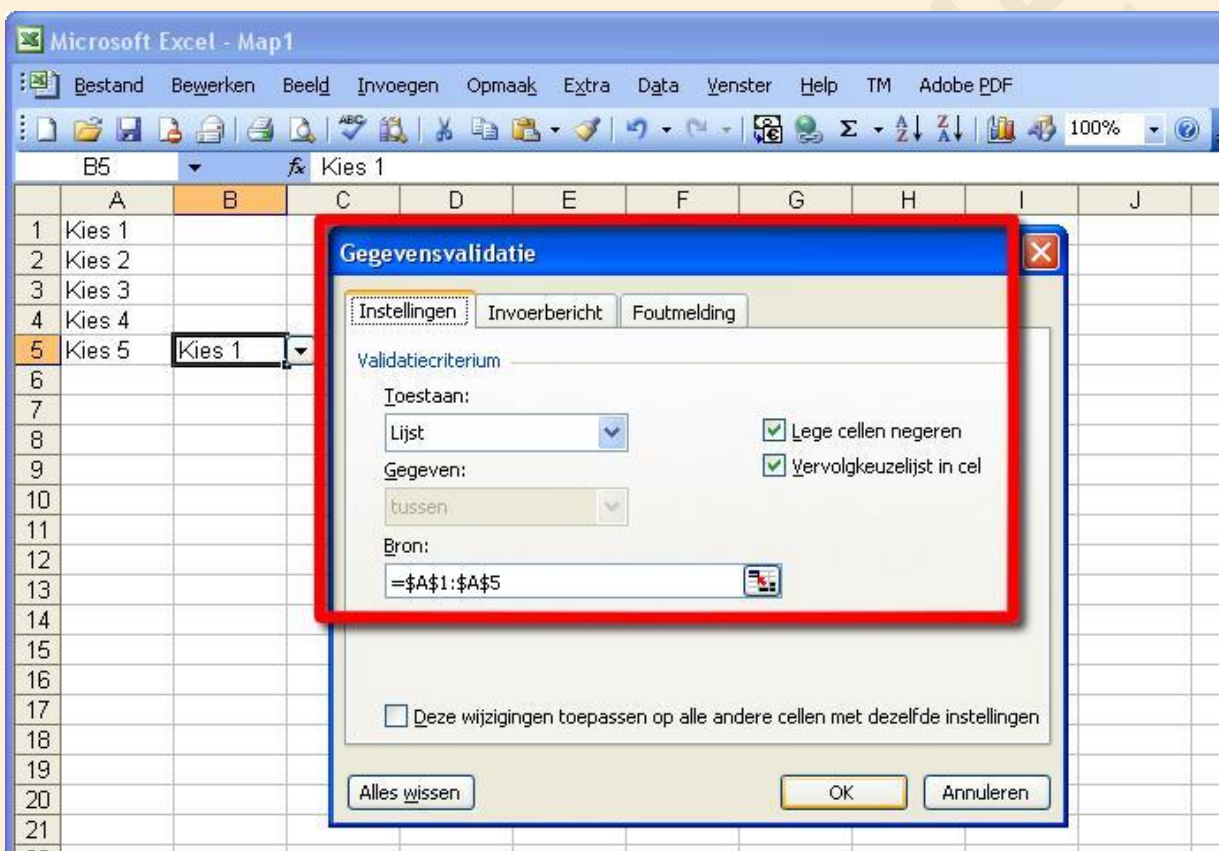 Microsoft Excel - Map1
Bestand Bewerken Beeld Invoegen Opmaak Extra Data Venster Help TM Adobe PDF
ABC Σ A Z Z A 100% ?
B5 fx Kies 1
A B C D E F G H I J
1 Kies 1
2 Kies 2
3 Kies 3
4 Kies 4
5 Kies 5 Kies 1
6
7
8
9
10
11
12
13
14
15
16
17
18
19
20
21
Gegevensvalidatie
Instellingen Invoerbericht Foutmelding
Validatiecriterium
Toestaan:
Lijst
Lege cellen negeren
Gegeven:
Vervolgkeuzelijst in cel
tussen
Bron:
=$A$1:$A$5
Deze wijzigingen toepassen op alle andere cellen met dezelfde instellingen
Alles wissen OK Annuleren